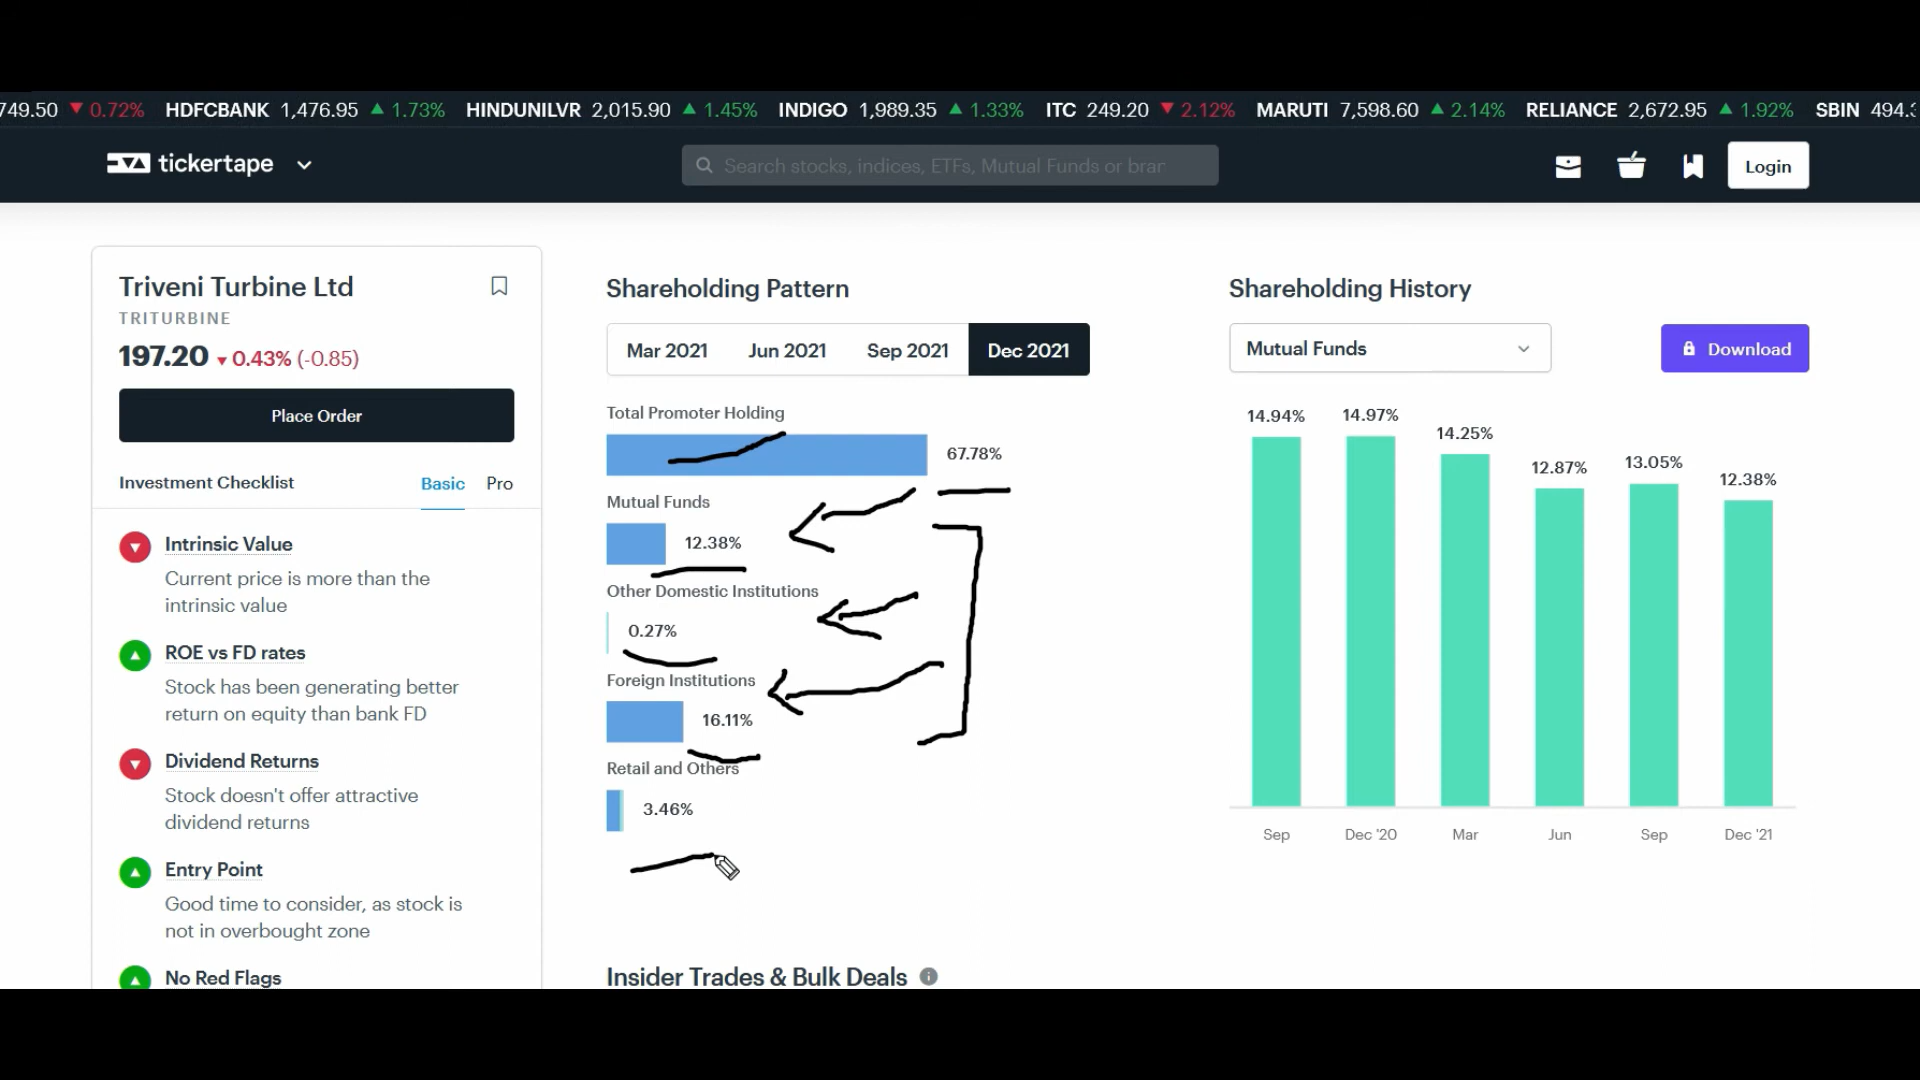 749.50 ▼ 0.72% HDFCBANK 1,476.95 ▲ 1.73% HINDUNILVR 2,015.90 ▲ 1.45% INDIGO 1,989.35 ▲ 1.33% ITC 249.20 ▼ 2.12% MARUTI 7,598.60 ▲ 2.14% RELIANCE 2,672.95 ▲ 1.92% SBIN 494.
tickertape
Search stocks, indices, ETFs, Mutual Funds or brar
Login
Triveni Turbine Ltd
TRITURBINE
197.20 ▼ 0.43% (-0.85)
Place Order
Investment Checklist Basic Pro
Intrinsic Value
Current price is more than the
intrinsic value
ROE vs FD rates
Stock has been generating better
return on equity than bank FD
Dividend Returns
Stock doesn't offer attractive
dividend returns
Entry Point
Good time to consider, as stock is
not in overbought zone
No Red Flags
Shareholding Pattern
Mar 2021 Jun 2021 Sep 2021 Dec 2021
Total Promoter Holding
67.78%
Mutual Funds
12.38%
Other Domestic Institutions
0.27%
Foreign Institutions
16.11%
Retail and Others
3.46%
Insider Trades & Bulk Deals
Shareholding History
Mutual Funds
Download
14.94% 14.97% 14.25% 12.87% 13.05% 12.38%
Sep Dec '20 Mar Jun Sep Dec '21